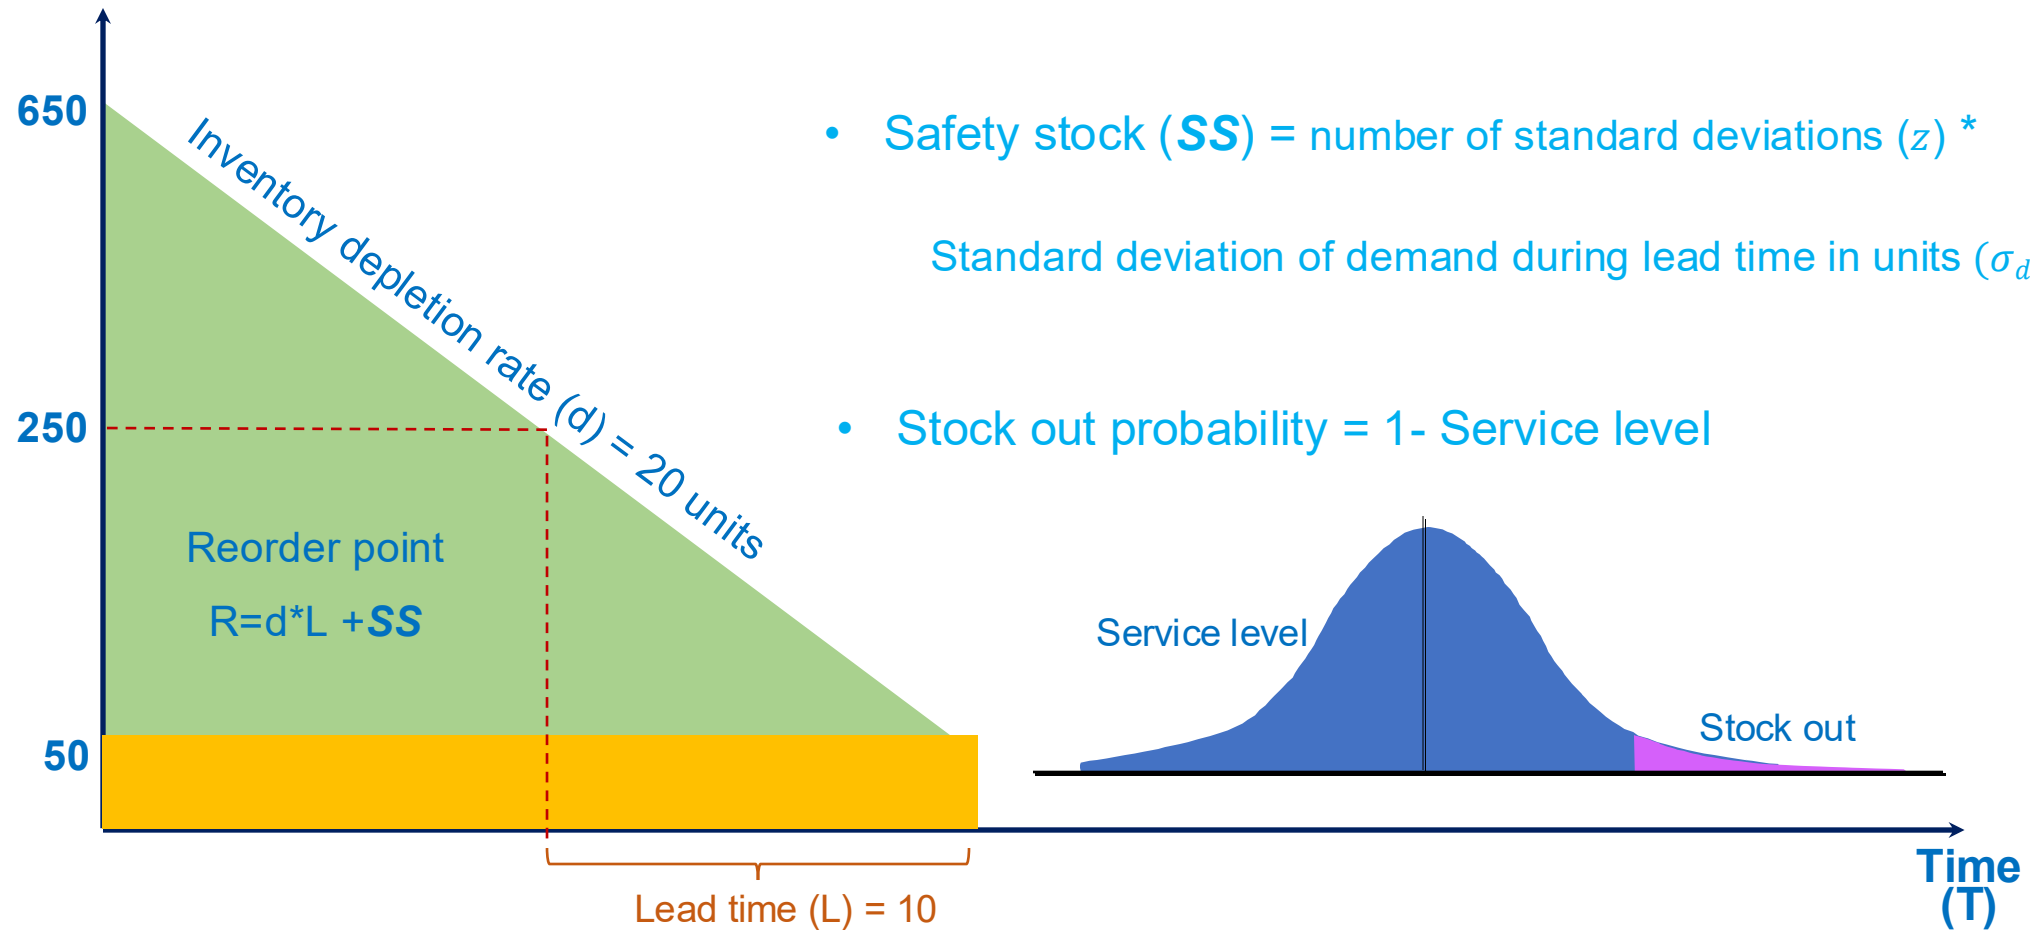 650
Inventory depletion rate (d) = 20 units
250
Reorder point
R=d*L +SS
50
Lead time (L) = 10
• Safety stock (SS) = number of standard deviations (z) *
Standard deviation of demand during lead time in units (σ_d
• Stock out probability = 1- Service level
Service level
Stock out
Time
(T)